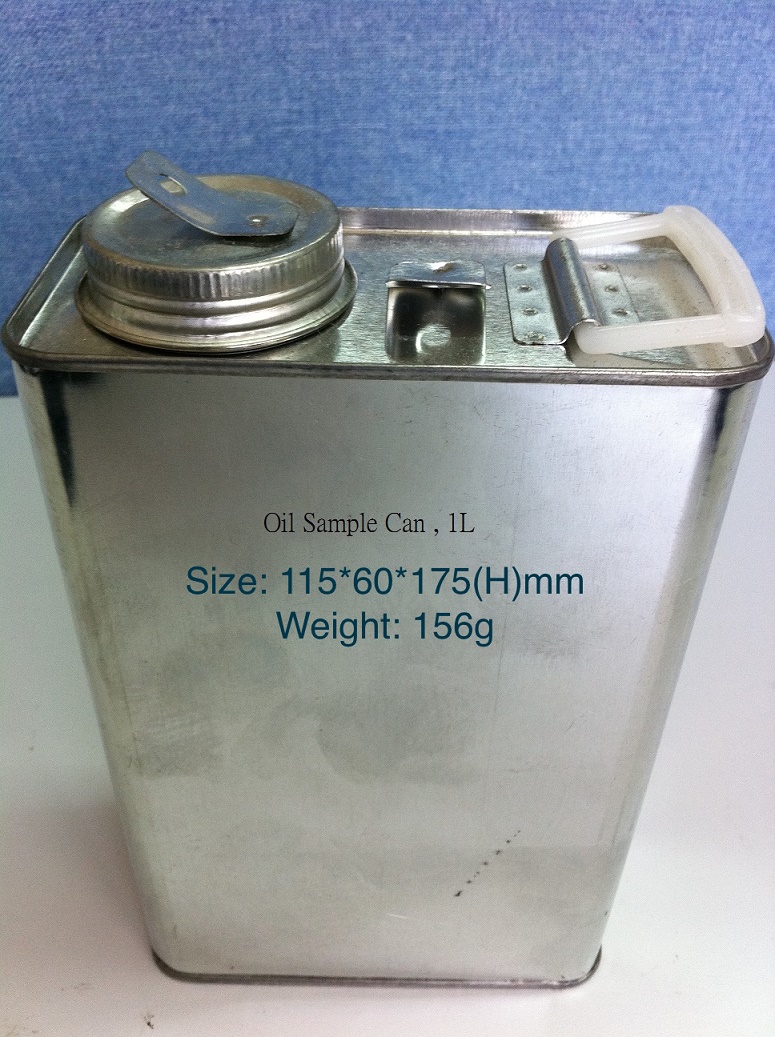 Oil Sample Can , 1L
Size: 115*60*175(H)mm
Weight: 156g